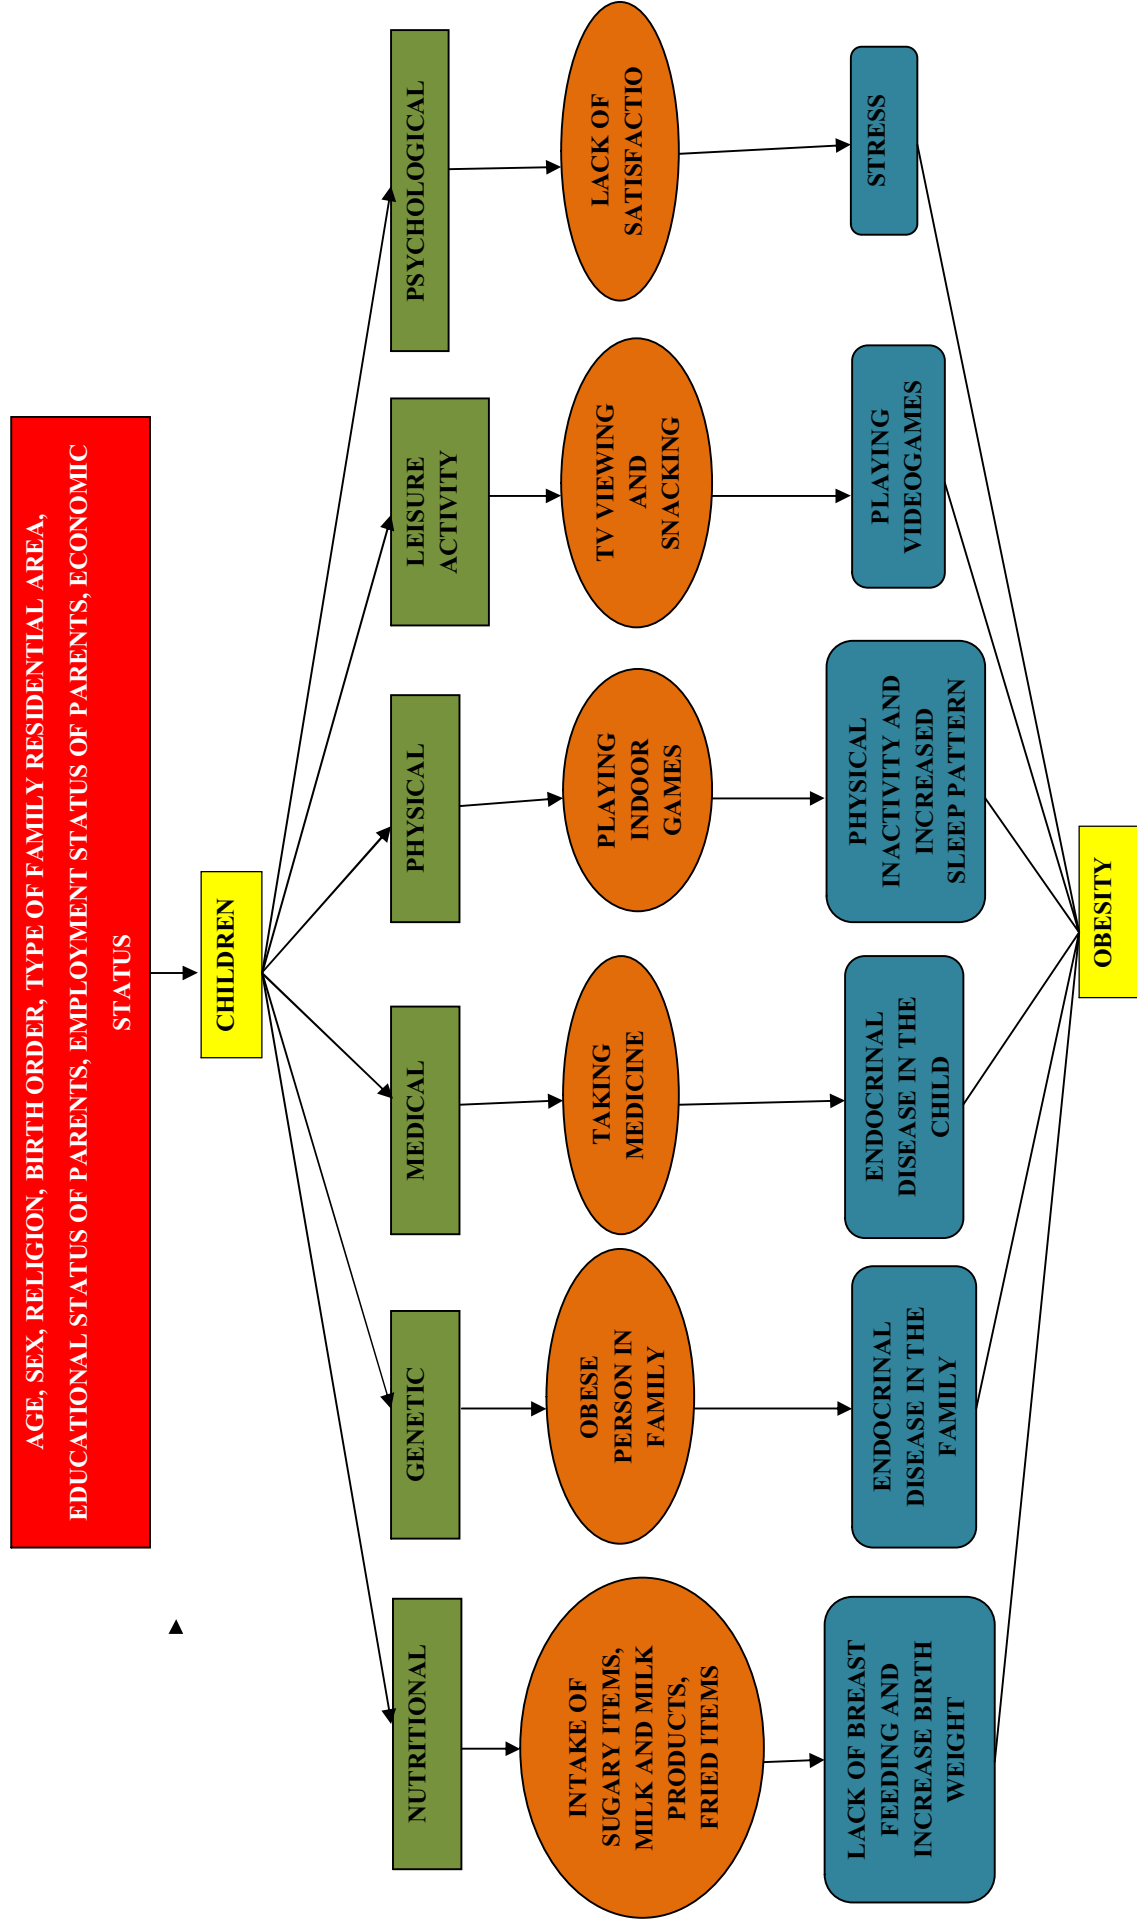 AGE, SEX, RELIGION, BIRTH ORDER, TYPE OF FAMILY RESIDENTIAL AREA,
EDUCATIONAL STATUS OF PARENTS, EMPLOYMENT STATUS OF PARENTS, ECONOMIC
STATUS
CHILDREN
NUTRITIONAL
GENETIC
MEDICAL
PHYSICAL
LEISURE
ACTIVITY
PSYCHOLOGICAL
INTAKE OF
SUGARY ITEMS,
MILK AND MILK
PRODUCTS,
FRIED ITEMS
OBESE
PERSON IN
FAMILY
TAKING
MEDICINE
PLAYING
INDOOR
GAMES
TV VIEWING
AND
SNACKING
LACK OF
SATISFACTIO
LACK OF BREAST
FEEDING AND
INCREASE BIRTH
WEIGHT
ENDOCRINAL
DISEASE IN THE
FAMILY
ENDOCRINAL
DISEASE IN THE
CHILD
PHYSICAL
INACTIVITY AND
INCREASED
SLEEP PATTERN
PLAYING
VIDEOGAMES
STRESS
OBESITY